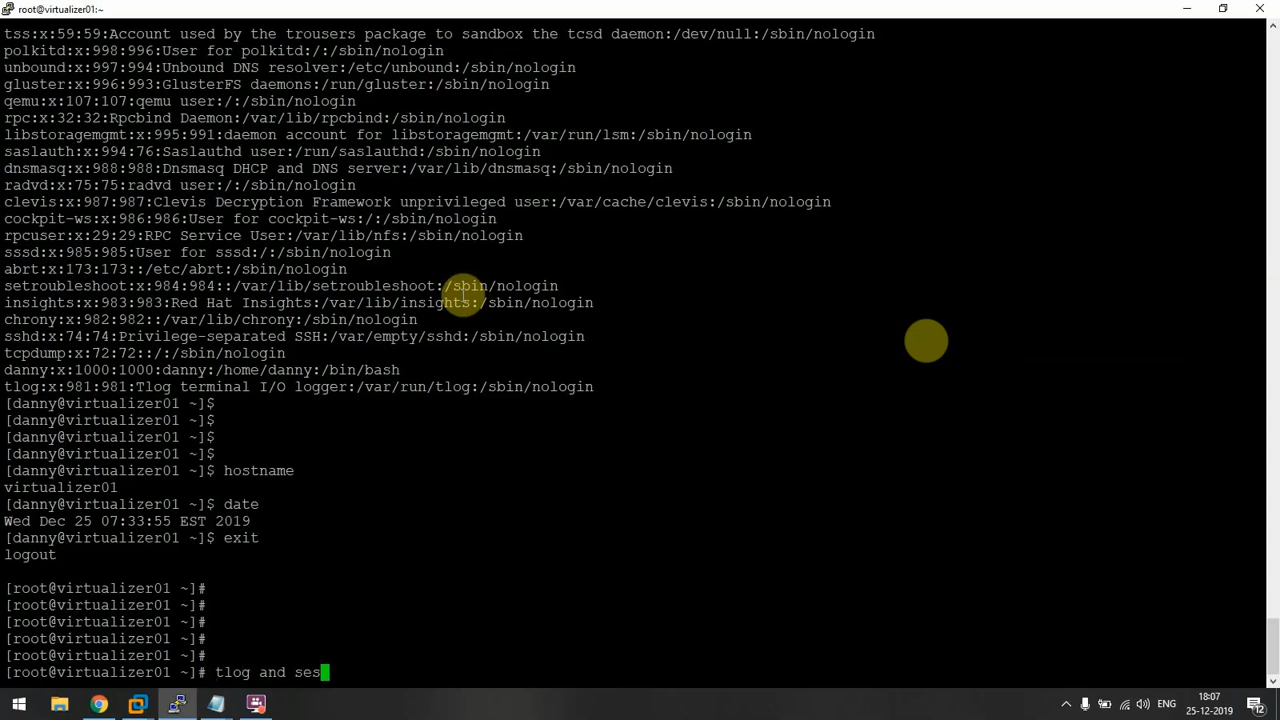 root@virtualizer01:~
tss:x:59:59:Account used by the trousers package to sandbox the tcsd daemon:/dev/null:/sbin/nologin
polkitd:x:998:996:User for polkitd:/:/sbin/nologin
unbound:x:997:994:Unbound DNS resolver:/etc/unbound:/sbin/nologin
gluster:x:996:993:GlusterFS daemons:/run/gluster:/sbin/nologin
qemu:x:107:107:qemu user:/:/sbin/nologin
rpc:x:32:32:Rpcbind Daemon:/var/lib/rpcbind:/sbin/nologin
libstoragemgmt:x:995:991:daemon account for libstoragemgmt:/var/run/lsm:/sbin/nologin
saslauth:x:994:76:Saslauthd user:/run/saslauthd:/sbin/nologin
dnsmasq:x:988:988:Dnsmasq DHCP and DNS server:/var/lib/dnsmasq:/sbin/nologin
radvd:x:75:75:radvd user:/:/sbin/nologin
clevis:x:987:987:Clevis Decryption Framework unprivileged user:/var/cache/clevis:/sbin/nologin
cockpit-ws:x:986:986:User for cockpit-ws:/:/sbin/nologin
rpcuser:x:29:29:RPC Service User:/var/lib/nfs:/sbin/nologin
sssd:x:985:985:User for sssd:/:/sbin/nologin
abrt:x:173:173::/etc/abrt:/sbin/nologin
setroubleshoot:x:984:984::/var/lib/setroubleshoot:/sbin/nologin
insights:x:983:983:Red Hat Insights:/var/lib/insights:/sbin/nologin
chrony:x:982:982::/var/lib/chrony:/sbin/nologin
sshd:x:74:74:Privilege-separated SSH:/var/empty/sshd:/sbin/nologin
tcpdump:x:72:72::/:/sbin/nologin
danny:x:1000:1000:danny:/home/danny:/bin/bash
tlog:x:981:981:Tlog terminal I/O logger:/var/run/tlog:/sbin/nologin
[danny@virtualizer01 ~]$
[danny@virtualizer01 ~]$
[danny@virtualizer01 ~]$
[danny@virtualizer01 ~]$
[danny@virtualizer01 ~]$ hostname
virtualizer01
[danny@virtualizer01 ~]$ date
Wed Dec 25 07:33:55 EST 2019
[danny@virtualizer01 ~]$ exit
logout
[root@virtualizer01 ~]#
[root@virtualizer01 ~]#
[root@virtualizer01 ~]#
[root@virtualizer01 ~]#
[root@virtualizer01 ~]#
[root@virtualizer01 ~]# tlog and ses
18:07
25-12-2019
12